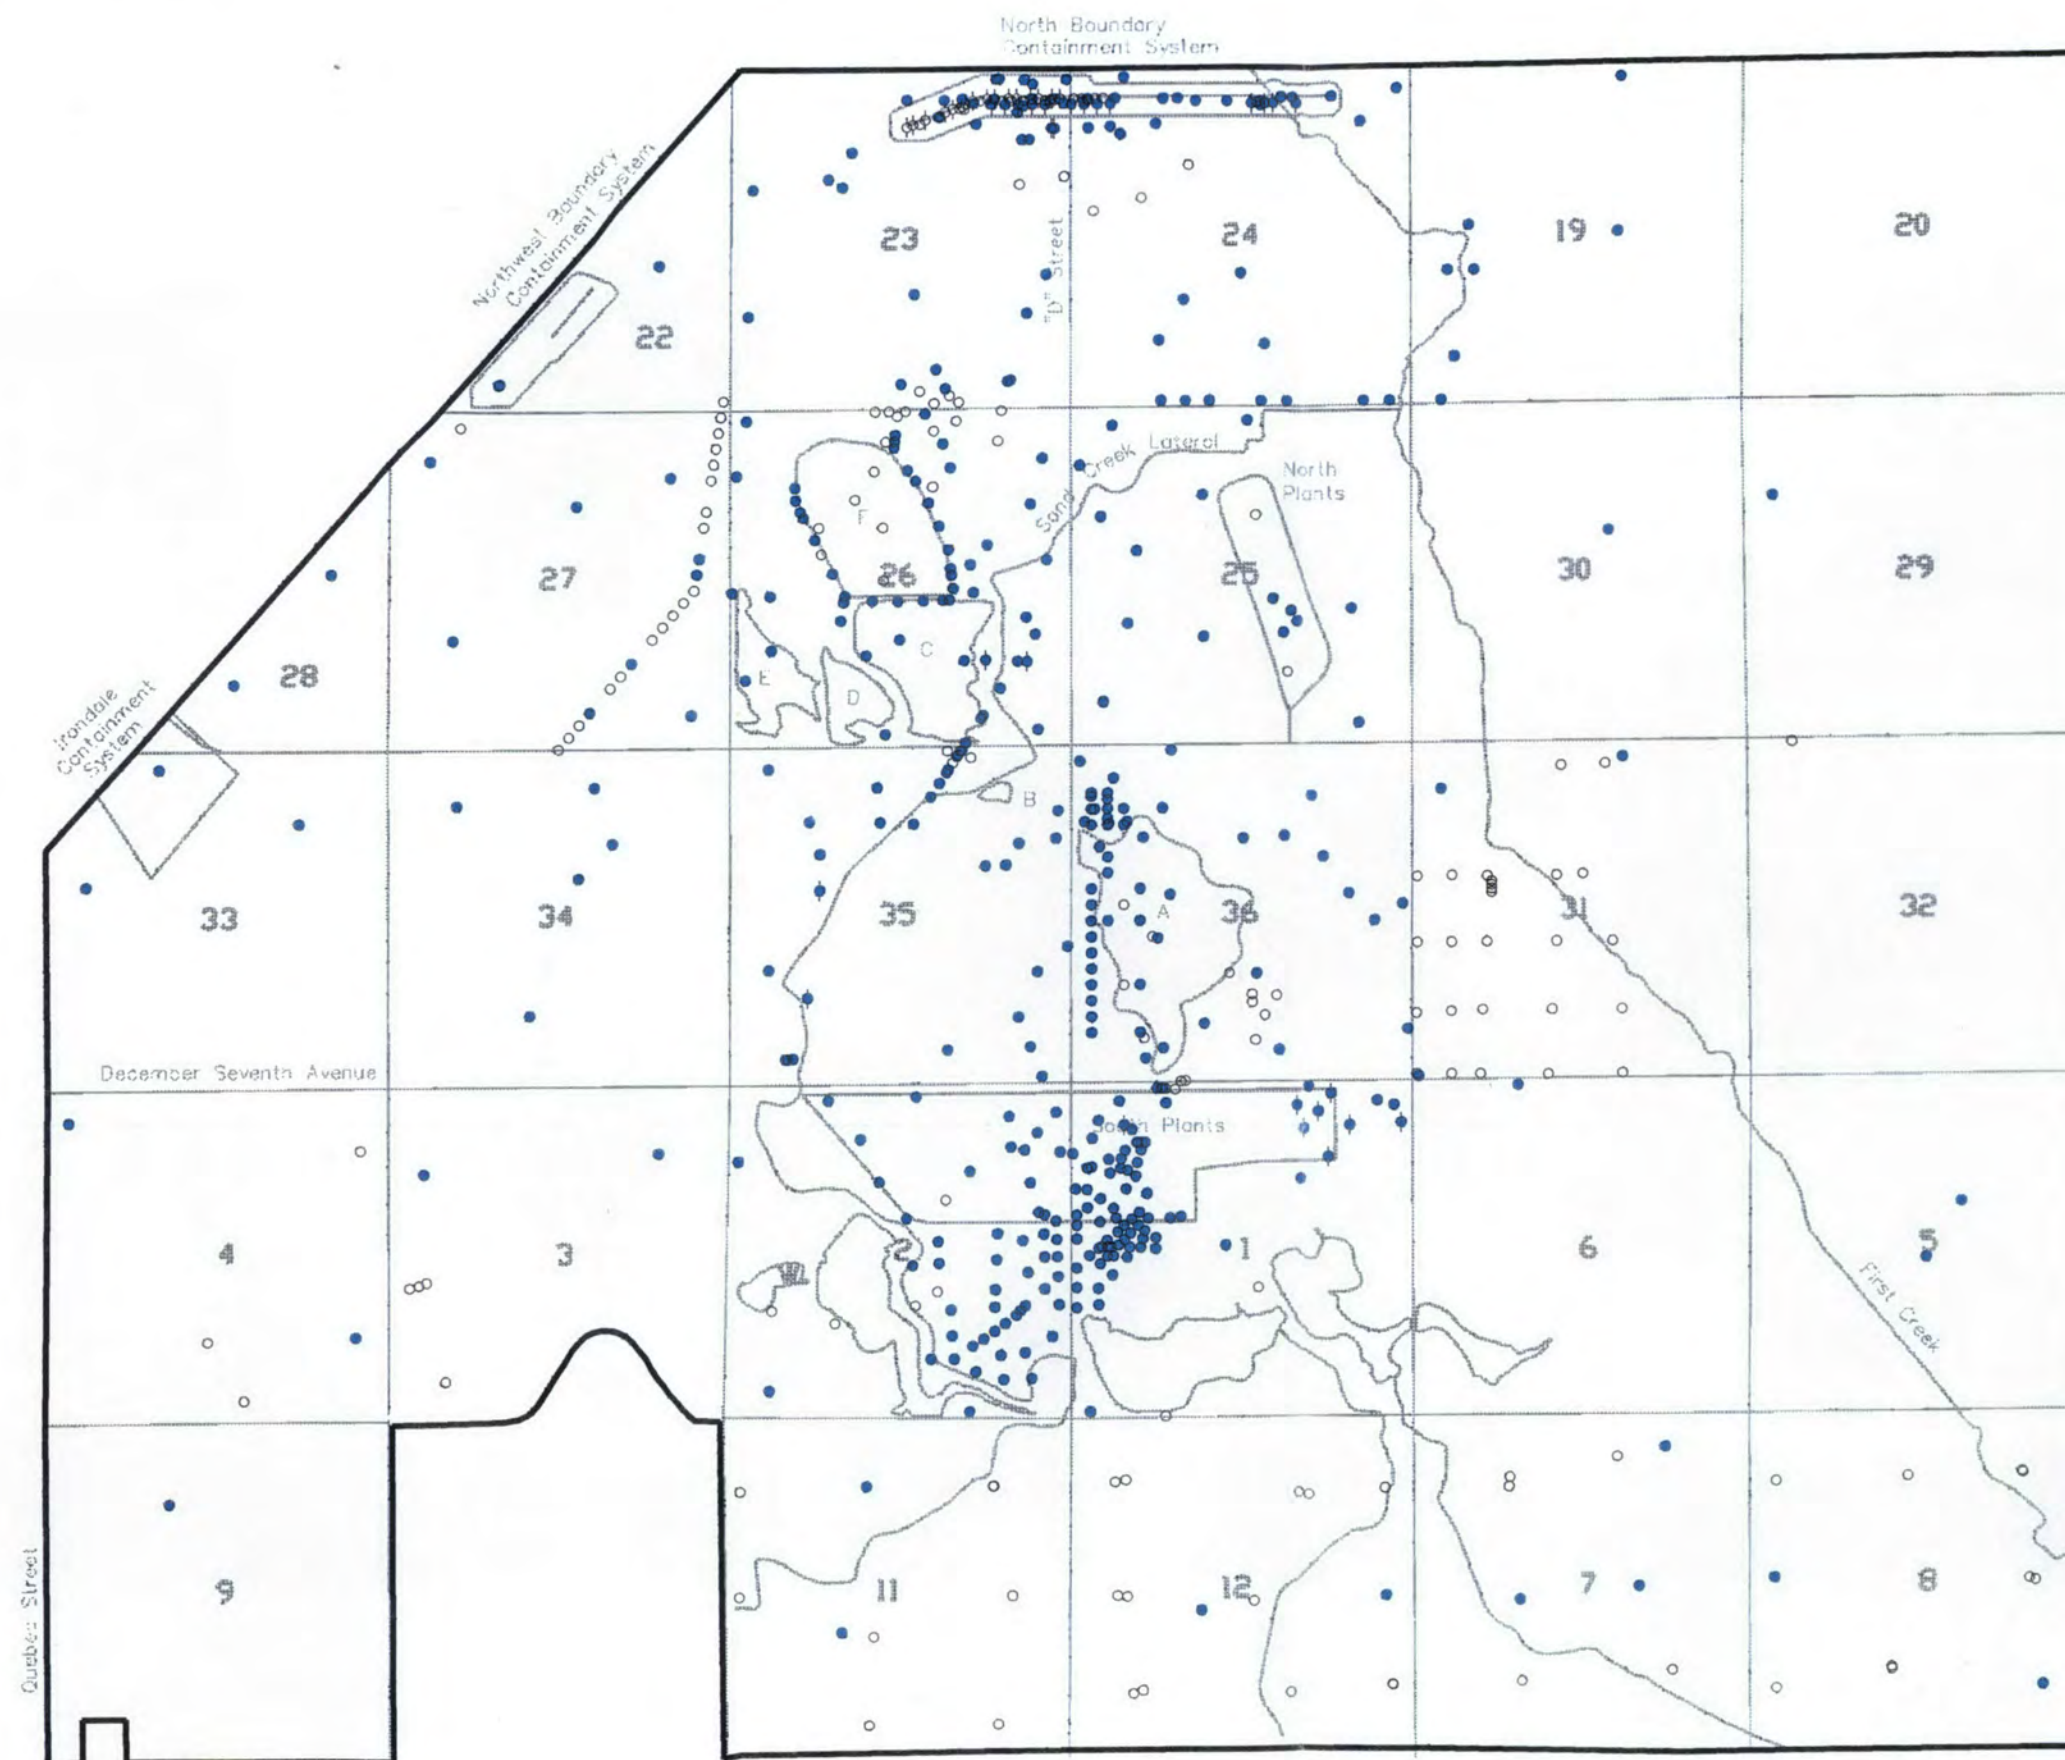 North Boundary
Containment System
Northwest Boundary
Containment System
23
24
19
20
"D" Street
22
Sand Creek Lateral
North
Plants
F
27
26
25
30
29
28
C
E
D
Irondale
Containment
System
B
33
34
35
A
36
31
32
December Seventh Avenue
South Plants
4
3
2
1
6
5
First Creek
9
11
12
7
8
Quebec Street